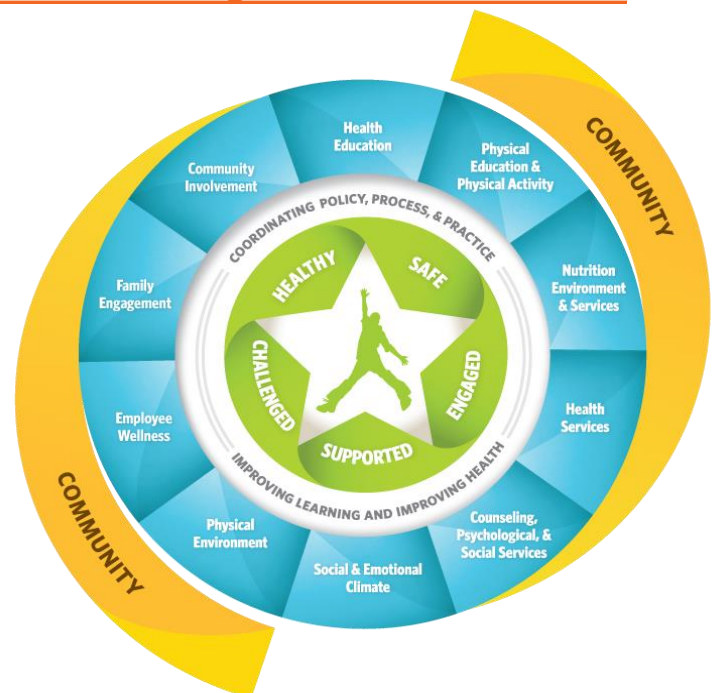 COMMUNITY
Health
Education
Physical
Education &
Physical Activity
Nutrition
Environment
& Services
Health
Services
Counseling,
Psychological, &
Social Services
Social & Emotional
Climate
Physical
Environment
Employee
Wellness
Family
Engagement
Community
Involvement
COORDINATING POLICY, PROCESS, & PRACTICE
IMPROVING LEARNING AND IMPROVING HEALTH
HEALTHY
SAFE
ENGAGED
SUPPORTED
CHALLENGED
COMMUNITY